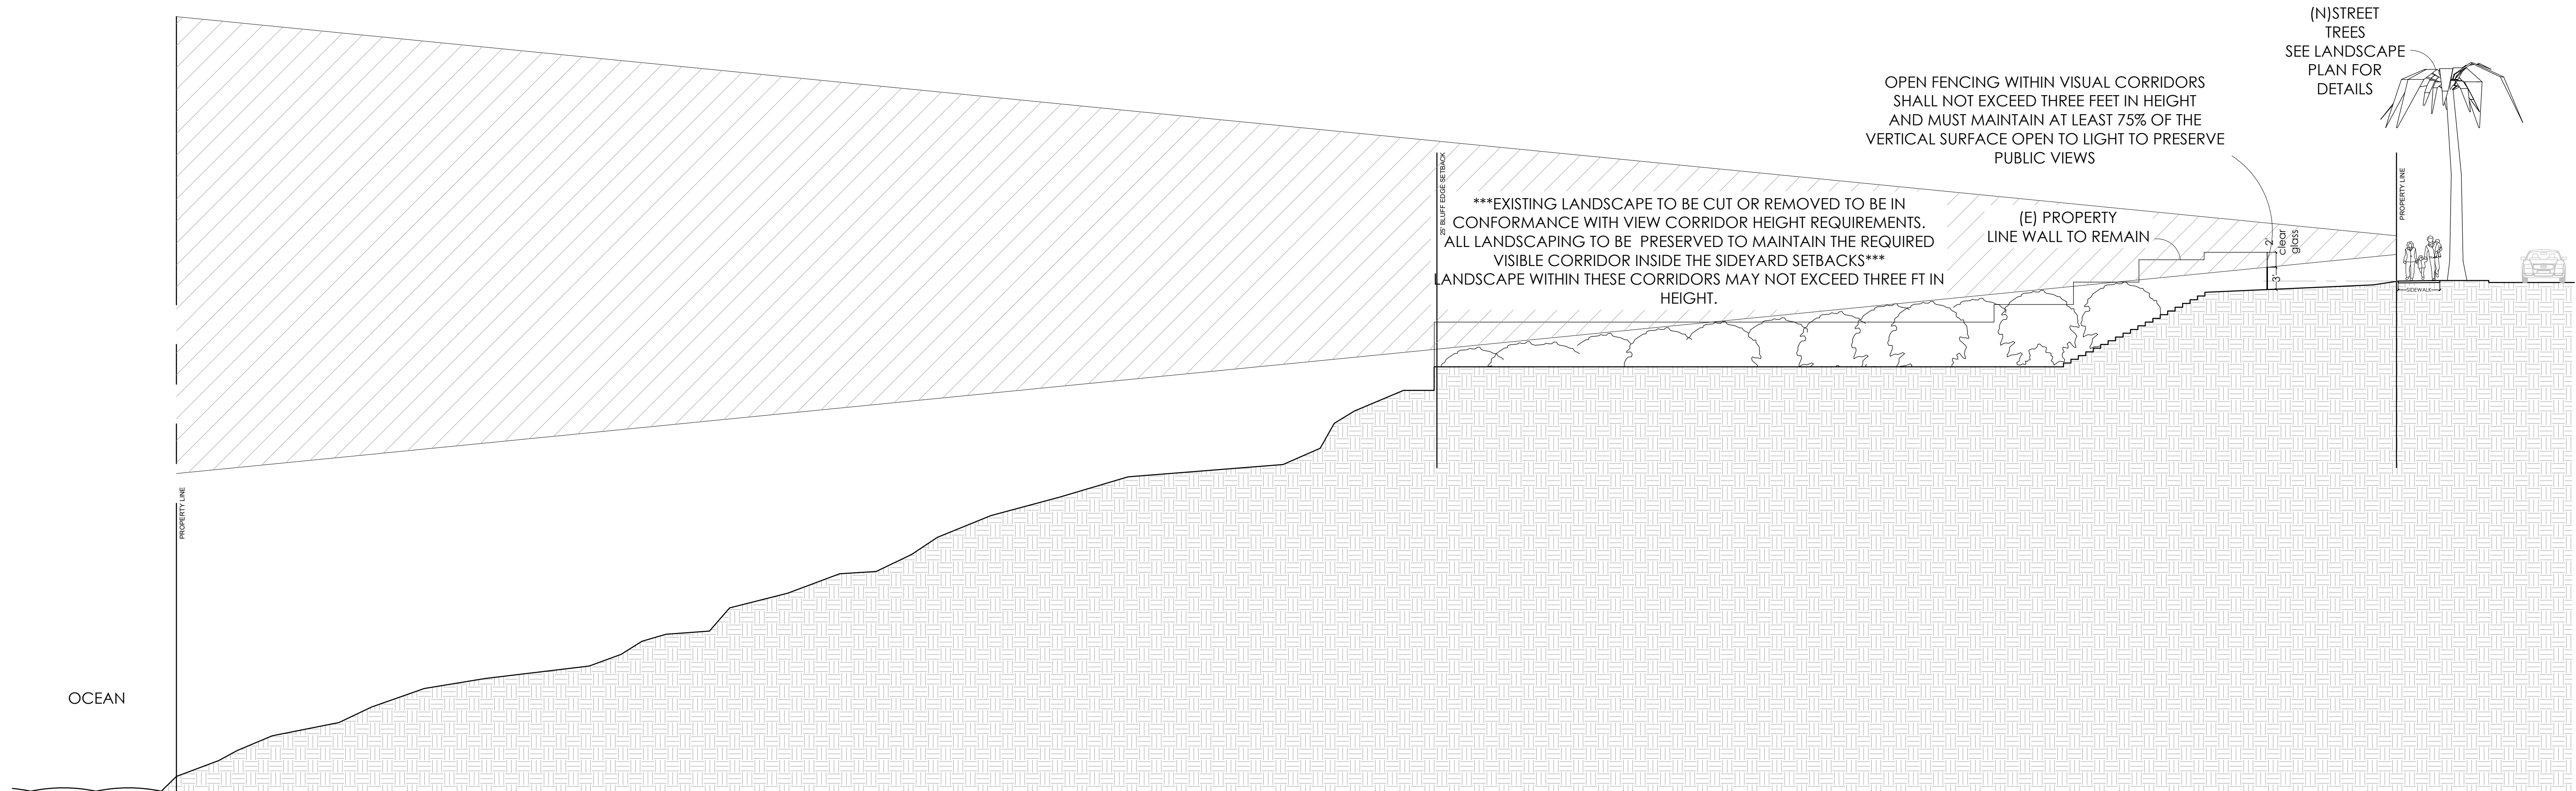 (N)STREET
TREES
SEE LANDSCAPE
PLAN FOR
DETAILS
OPEN FENCING WITHIN VISUAL CORRIDORS
SHALL NOT EXCEED THREE FEET IN HEIGHT
AND MUST MAINTAIN AT LEAST 75% OF THE
VERTICAL SURFACE OPEN TO LIGHT TO PRESERVE
PUBLIC VIEWS
25' BLUFF EDGE SETBACK
***EXISTING LANDSCAPE TO BE CUT OR REMOVED TO BE IN
CONFORMANCE WITH VIEW CORRIDOR HEIGHT REQUIREMENTS.
ALL LANDSCAPING TO BE PRESERVED TO MAINTAIN THE REQUIRED
VISIBLE CORRIDOR INSIDE THE SIDEYARD SETBACKS***
LANDSCAPE WITHIN THESE CORRIDORS MAY NOT EXCEED THREE FT IN
HEIGHT.
(E) PROPERTY
LINE WALL TO REMAIN
2'
clear
glass
3'
PROPERTY LINE
SIDEWALK
PROPERTY LINE
OCEAN